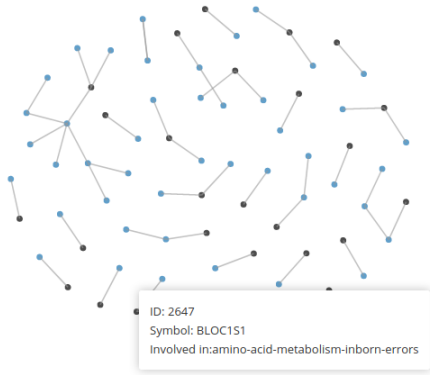 ID: 2647
Symbol: BLOC1S1
Involved in:amino-acid-metabolism-inborn-errors